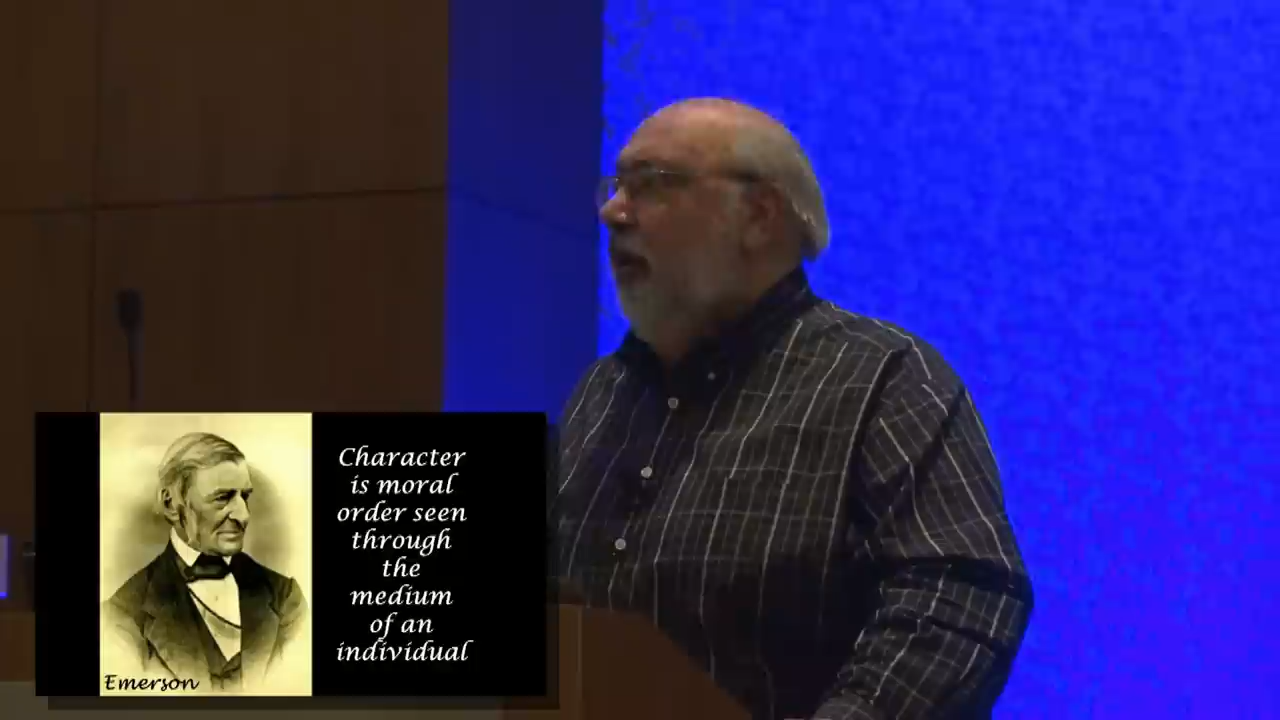 Character
is moral
order seen
through
the
medium
of an
individual
Emerson